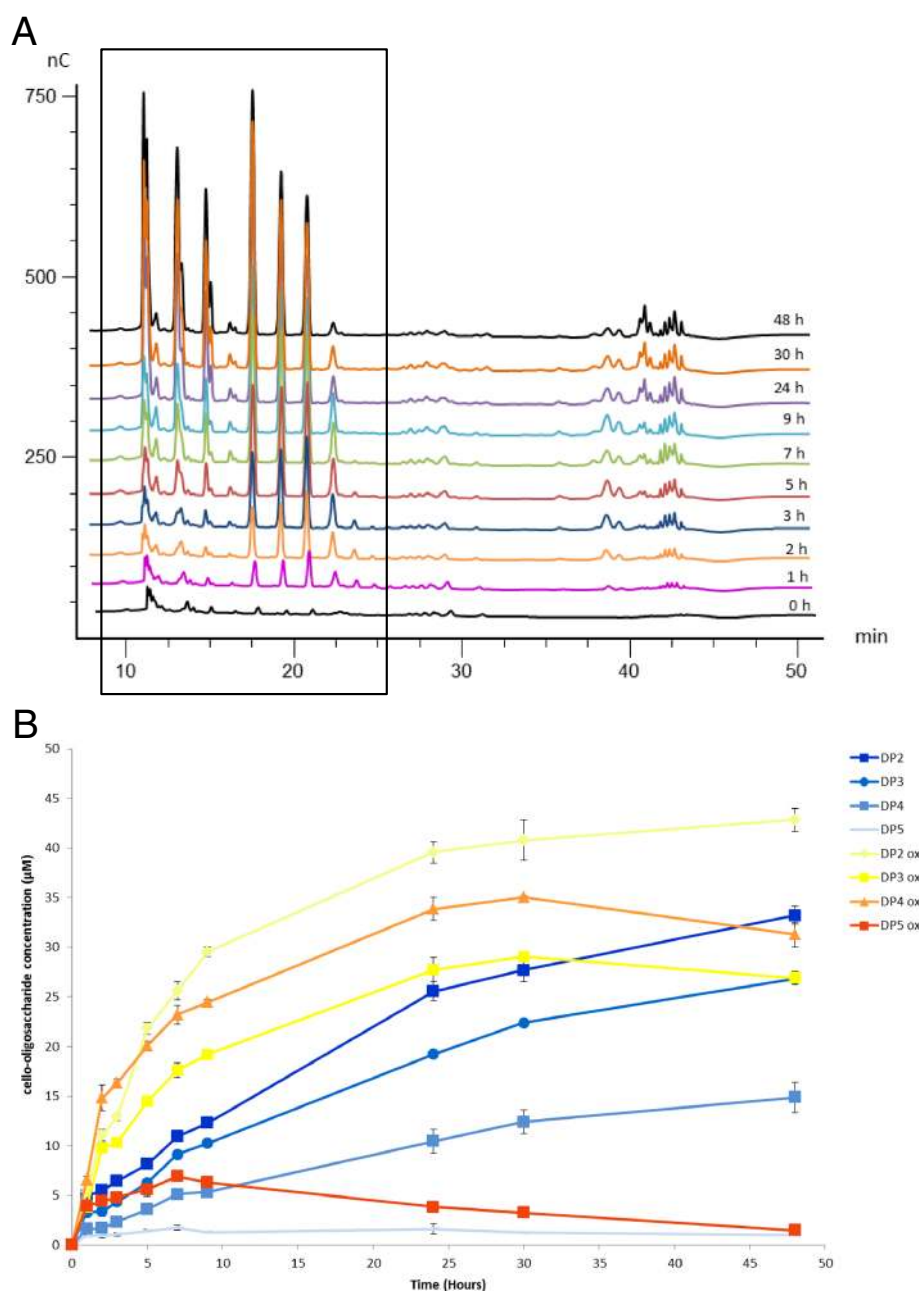 A
nC
750
500
250
48 h
30 h
24 h
9 h
7 h
5 h
3 h
2 h
1 h
0 h
min
10 20 30 40 50
B
50
45
40
35
30
25
20
15
10
5
0
cello-oligosaccharide concentration (µM)
0 5 10 15 20 25 30 35 40 45 50
Time (Hours)
DP2
DP3
DP4
DP5
DP2 ox
DP3 ox
DP4 ox
DP5 ox